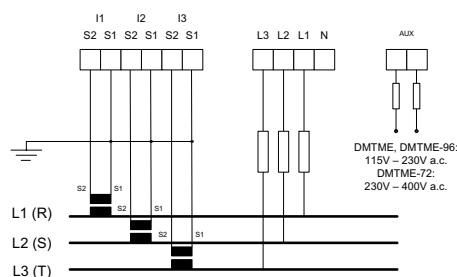 I1 I2 I3
S2 S1 S2 S1 S2 S1 L3 L2 L1 N AUX
DMTME, DMTME-96:
115V – 230V a.c.
DMTME-72:
230V – 400V a.c.
S2 S1
L1 (R)
S2 S1
L2 (S)
S2 S1
L3 (T)